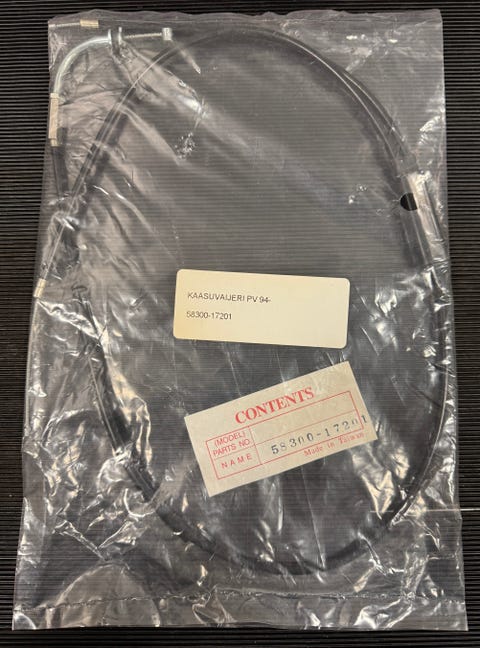 KAASUVAIJERI PV 94-
58300-17201
CONTENTS
(MODEL)
PARTS NO
58300-17201
NAME
Made in Taiwan